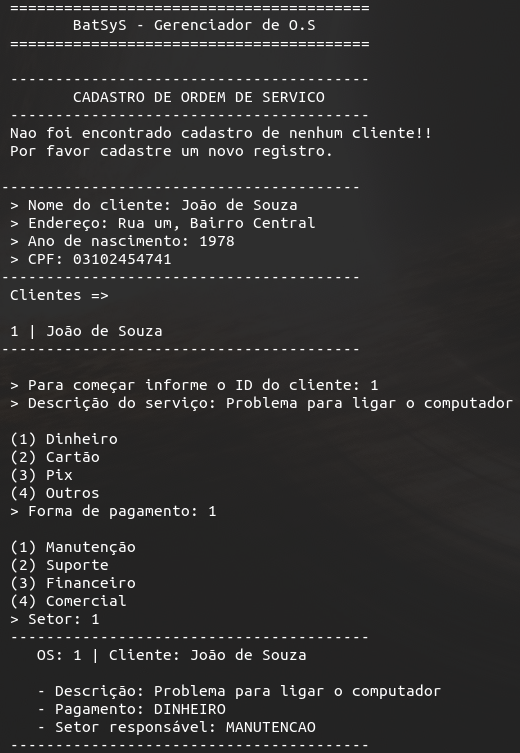 ========================================
BatSyS - Gerenciador de O.S
========================================
----------------------------------------
CADASTRO DE ORDEM DE SERVICO
----------------------------------------
Nao foi encontrado cadastro de nenhum cliente!!
Por favor cadastre um novo registro.
----------------------------------------
> Nome do cliente: João de Souza
> Endereço: Rua um, Bairro Central
> Ano de nascimento: 1978
> CPF: 03102454741
----------------------------------------
Clientes =>
1 | João de Souza
----------------------------------------
> Para começar informe o ID do cliente: 1
> Descrição do serviço: Problema para ligar o computador
(1) Dinheiro
(2) Cartão
(3) Pix
(4) Outros
> Forma de pagamento: 1
(1) Manutenção
(2) Suporte
(3) Financeiro
(4) Comercial
> Setor: 1
----------------------------------------
OS: 1 | Cliente: João de Souza
- Descrição: Problema para ligar o computador
- Pagamento: DINHEIRO
- Setor responsável: MANUTENCAO
----------------------------------------